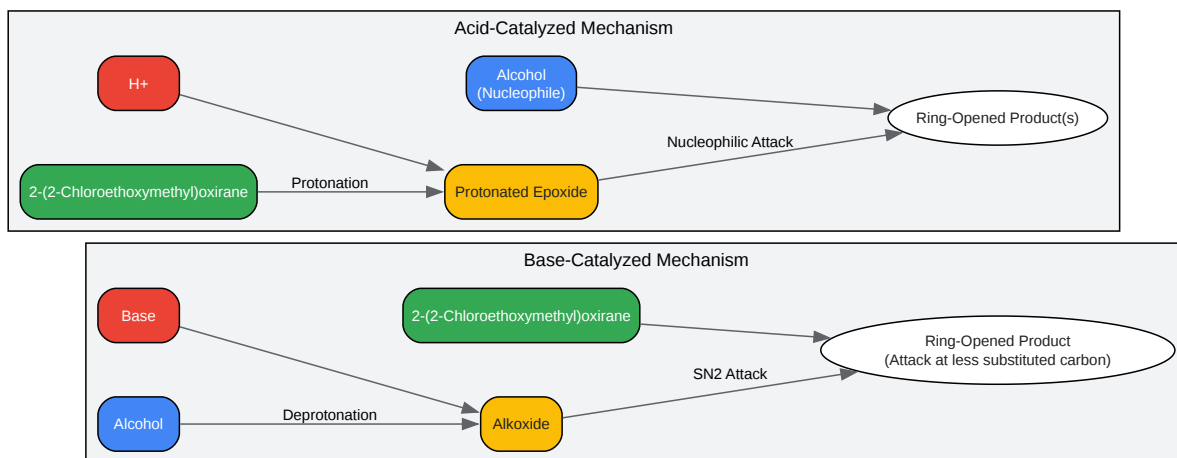 Acid-Catalyzed Mechanism
H+
Alcohol
(Nucleophile)
Ring-Opened Product(s)
Nucleophilic Attack
2-(2-Chloroethoxymethyl)oxirane
Protonation
Protonated Epoxide
Base-Catalyzed Mechanism
Base
2-(2-Chloroethoxymethyl)oxirane
Ring-Opened Product
(Attack at less substituted carbon)
SN2 Attack
Alcohol
Deprotonation
Alkoxide